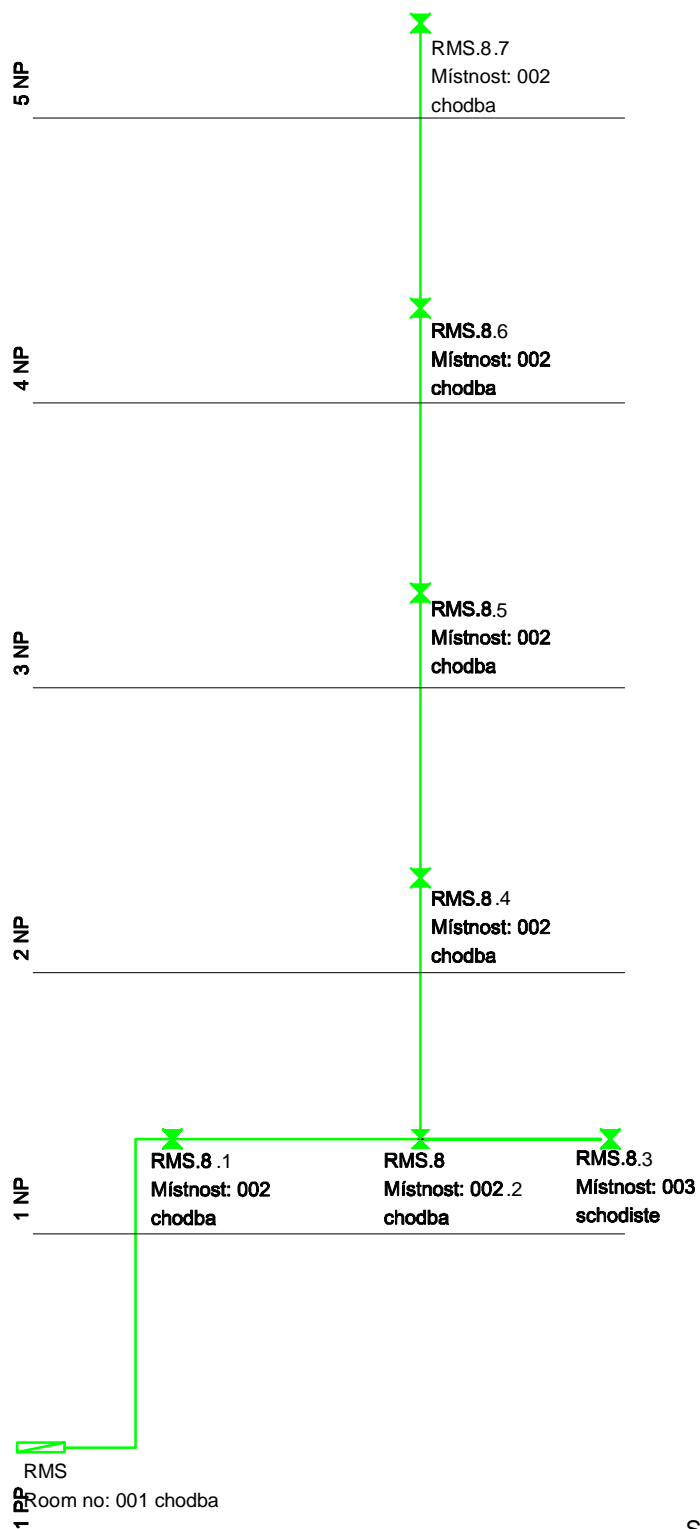 RMS.8.7
Místnost: 002
chodba
5 NP
RMS.8.6
Místnost: 002
chodba
4 NP
RMS.8.5
Místnost: 002
chodba
3 NP
RMS.8.4
Místnost: 002
chodba
2 NP
RMS.8.1
Místnost: 002
chodba
RMS.8
Místnost: 002.2
chodba
RMS.8.3
Místnost: 003
schodiste
1 NP
RMS
Room no: 001 chodba
1 PP
S